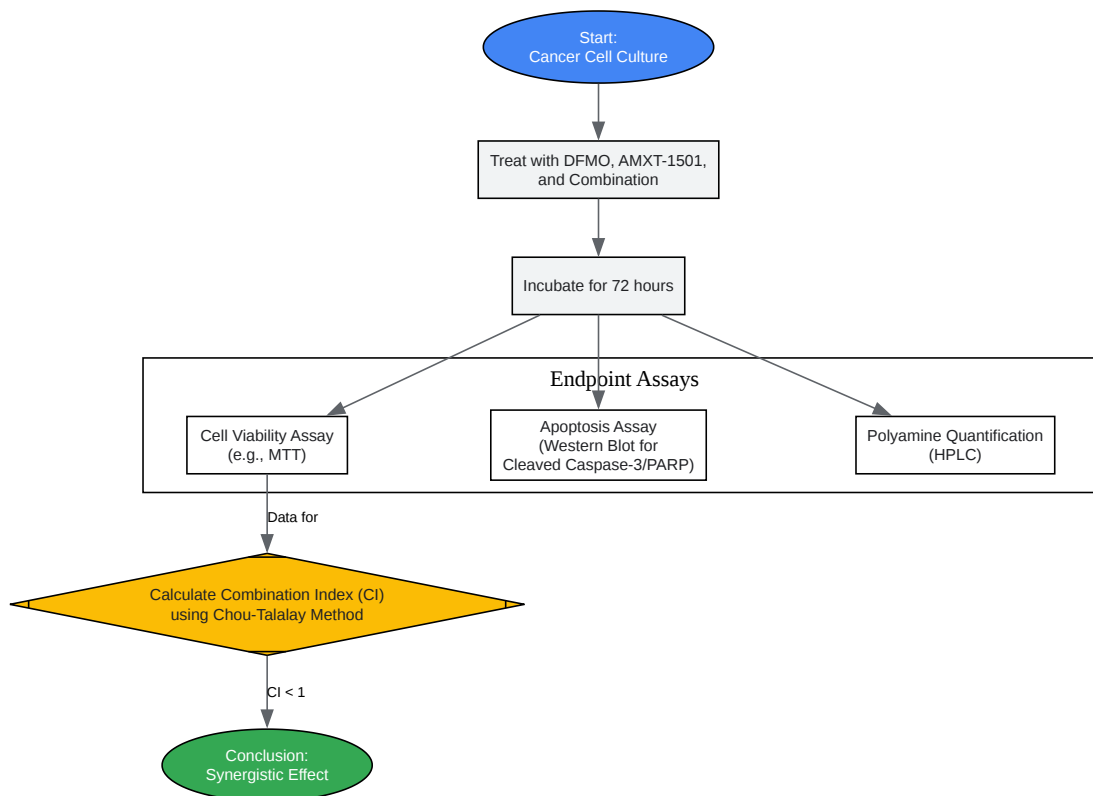 Start:
Cancer Cell Culture
Treat with DFMO, AMXT-1501,
and Combination
Incubate for 72 hours
Endpoint Assays
Cell Viability Assay
(e.g., MTT)
Apoptosis Assay
(Western Blot for
Cleaved Caspase-3/PARP)
Polyamine Quantification
(HPLC)
Data for
Calculate Combination Index (CI)
using Chou-Talalay Method
CI < 1
Conclusion:
Synergistic Effect